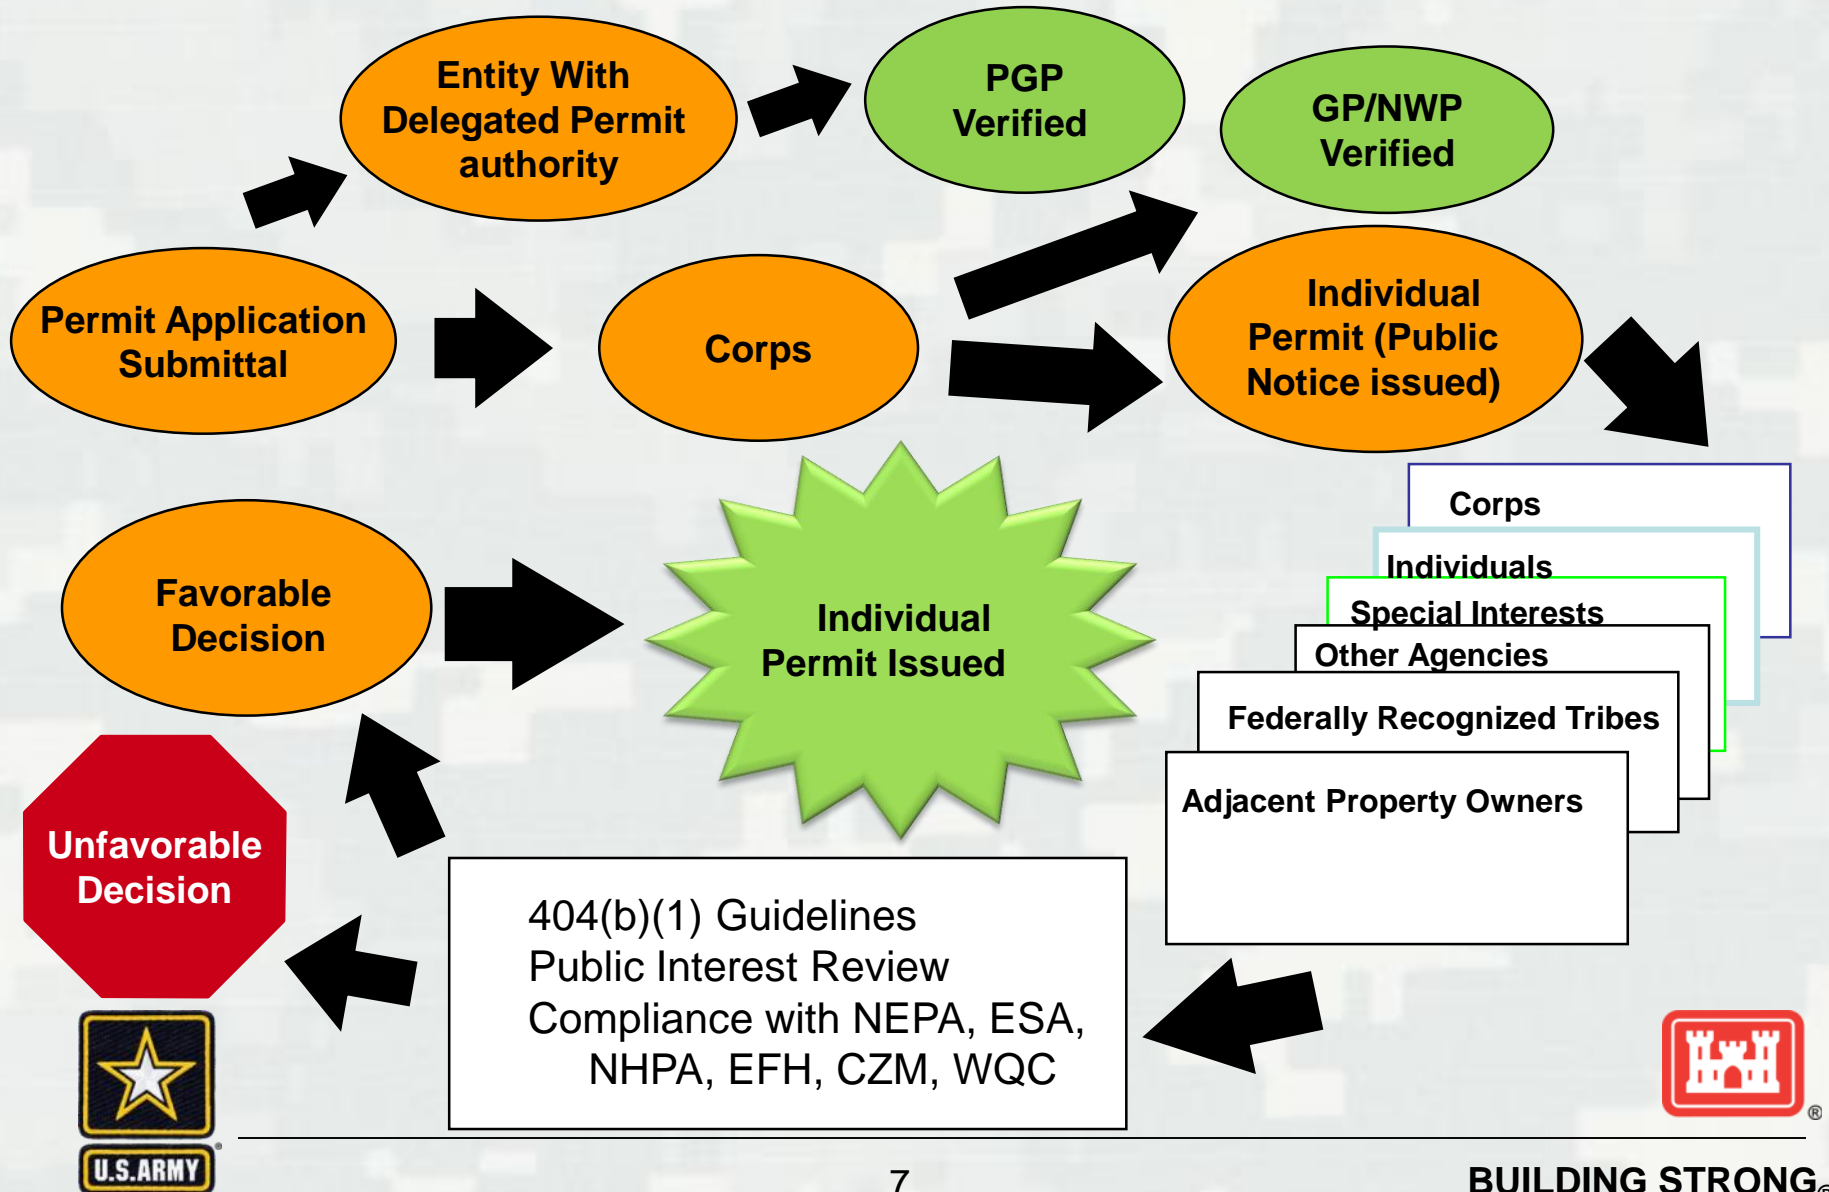 Entity With
Delegated Permit
authority
PGP
Verified
GP/NWP
Verified
Permit Application
Submittal
Corps
Individual
Permit (Public
Notice issued)
Corps
Individuals
Special Interests
Other Agencies
Federally Recognized Tribes
Adjacent Property Owners
Favorable
Decision
Individual
Permit Issued
Unfavorable
Decision
404(b)(1) Guidelines
Public Interest Review
Compliance with NEPA, ESA,
NHPA, EFH, CZM, WQC
®
®
U.S.ARMY
7
BUILDING STRONG®